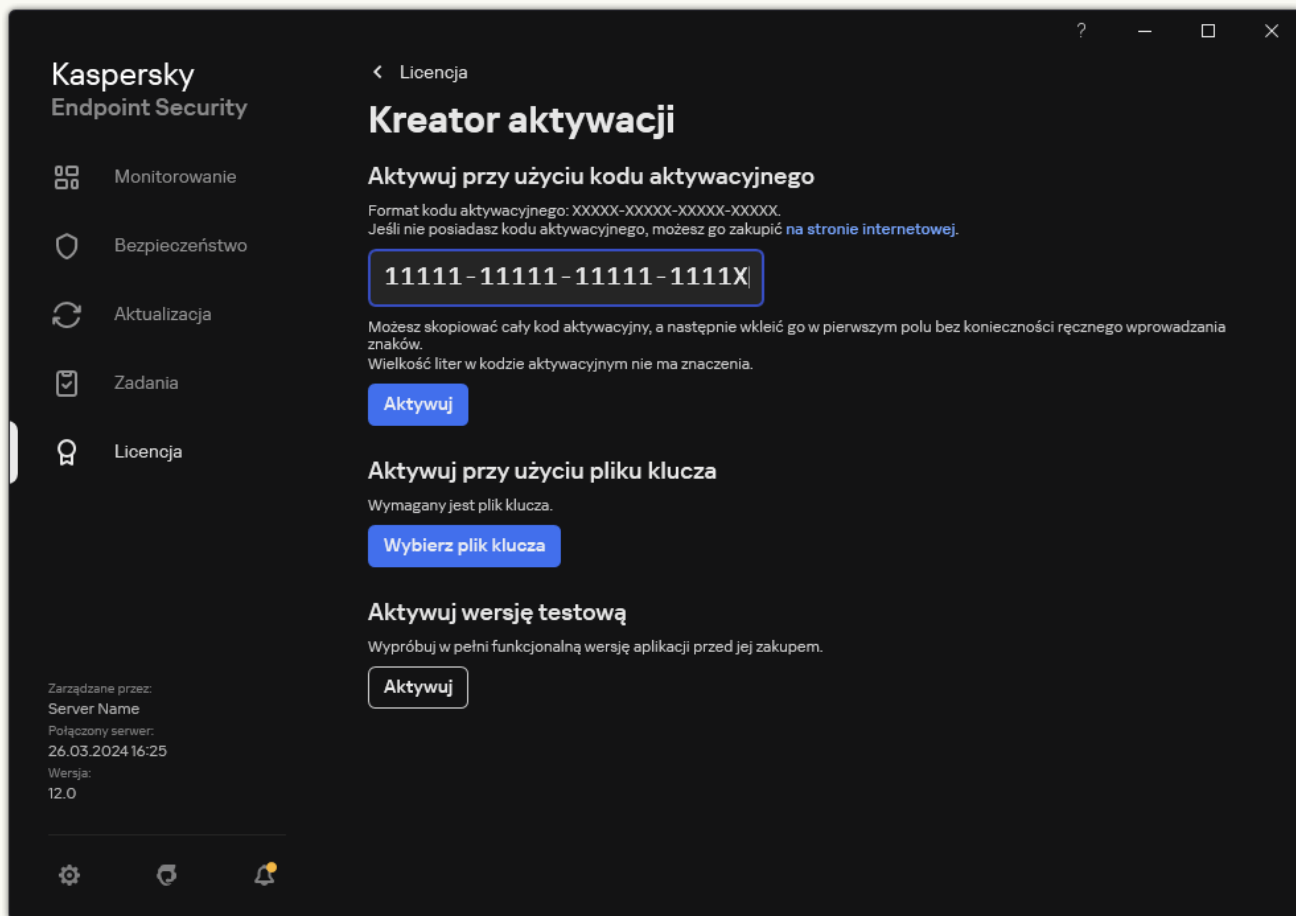 ?
Kaspersky
Endpoint Security
Monitorowanie
Bezpieczeństwo
Aktualizacja
Zadania
Licencja
Zarządzane przez:
Server Name
Połączony serwer:
26.03.2024 16:25
Wersja:
12.0
Licencja
Kreator aktywacji
Aktywuj przy użyciu kodu aktywacyjnego
Format kodu aktywacyjnego: XXXXX-XXXXX-XXXXX-XXXXX.
Jeśli nie posiadasz kodu aktywacyjnego, możesz go zakupić na stronie internetowej.
11111-11111-11111-1111X
Możesz skopiować cały kod aktywacyjny, a następnie wkleić go w pierwszym polu bez konieczności ręcznego wprowadzania
znaków.
Wielkość liter w kodzie aktywacyjnym nie ma znaczenia.
Aktywuj
Aktywuj przy użyciu pliku klucza
Wymagany jest plik klucza.
Wybierz plik klucza
Aktywuj wersję testową
Wypróbuj w pełni funkcjonalną wersję aplikacji przed jej zakupem.
Aktywuj